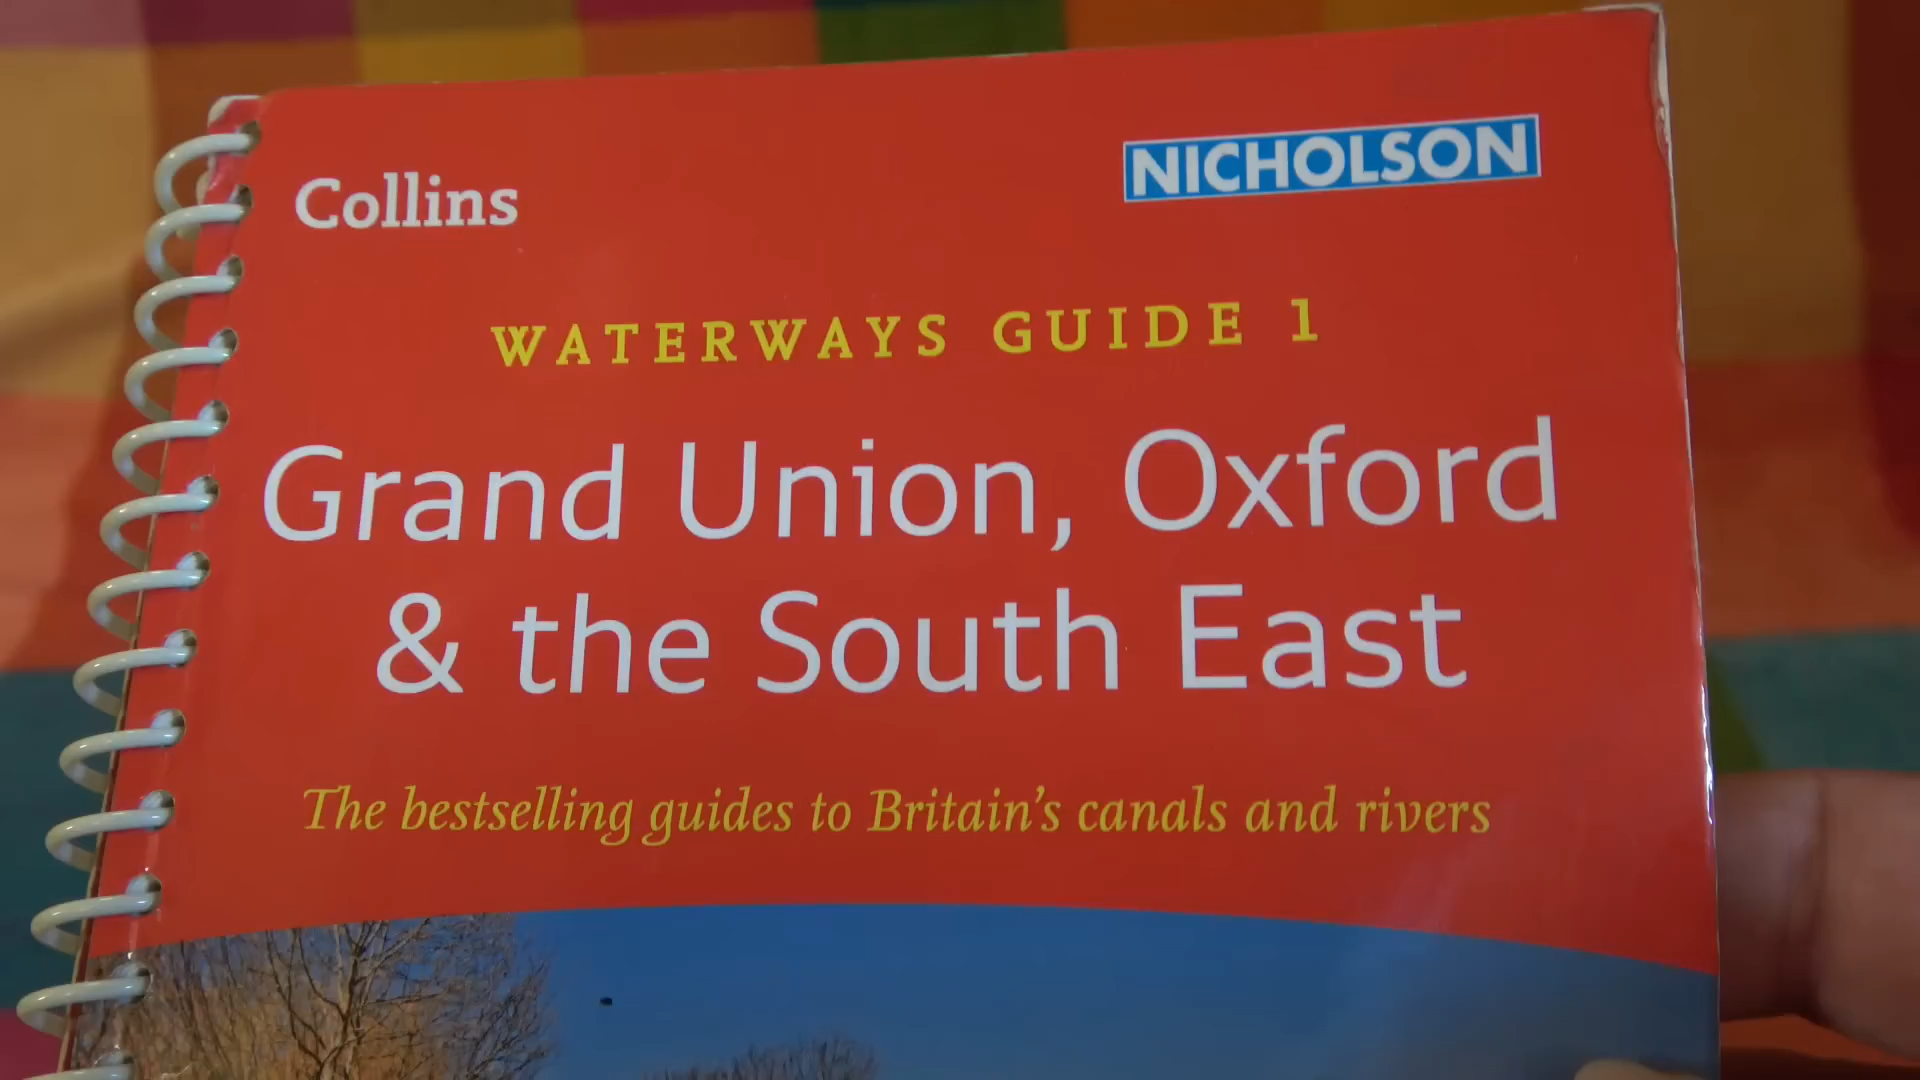 Collins
NICHOLSON
WATERWAYS GUIDE 1
Grand Union, Oxford
& the South East
The bestselling guides to Britain's canals and rivers